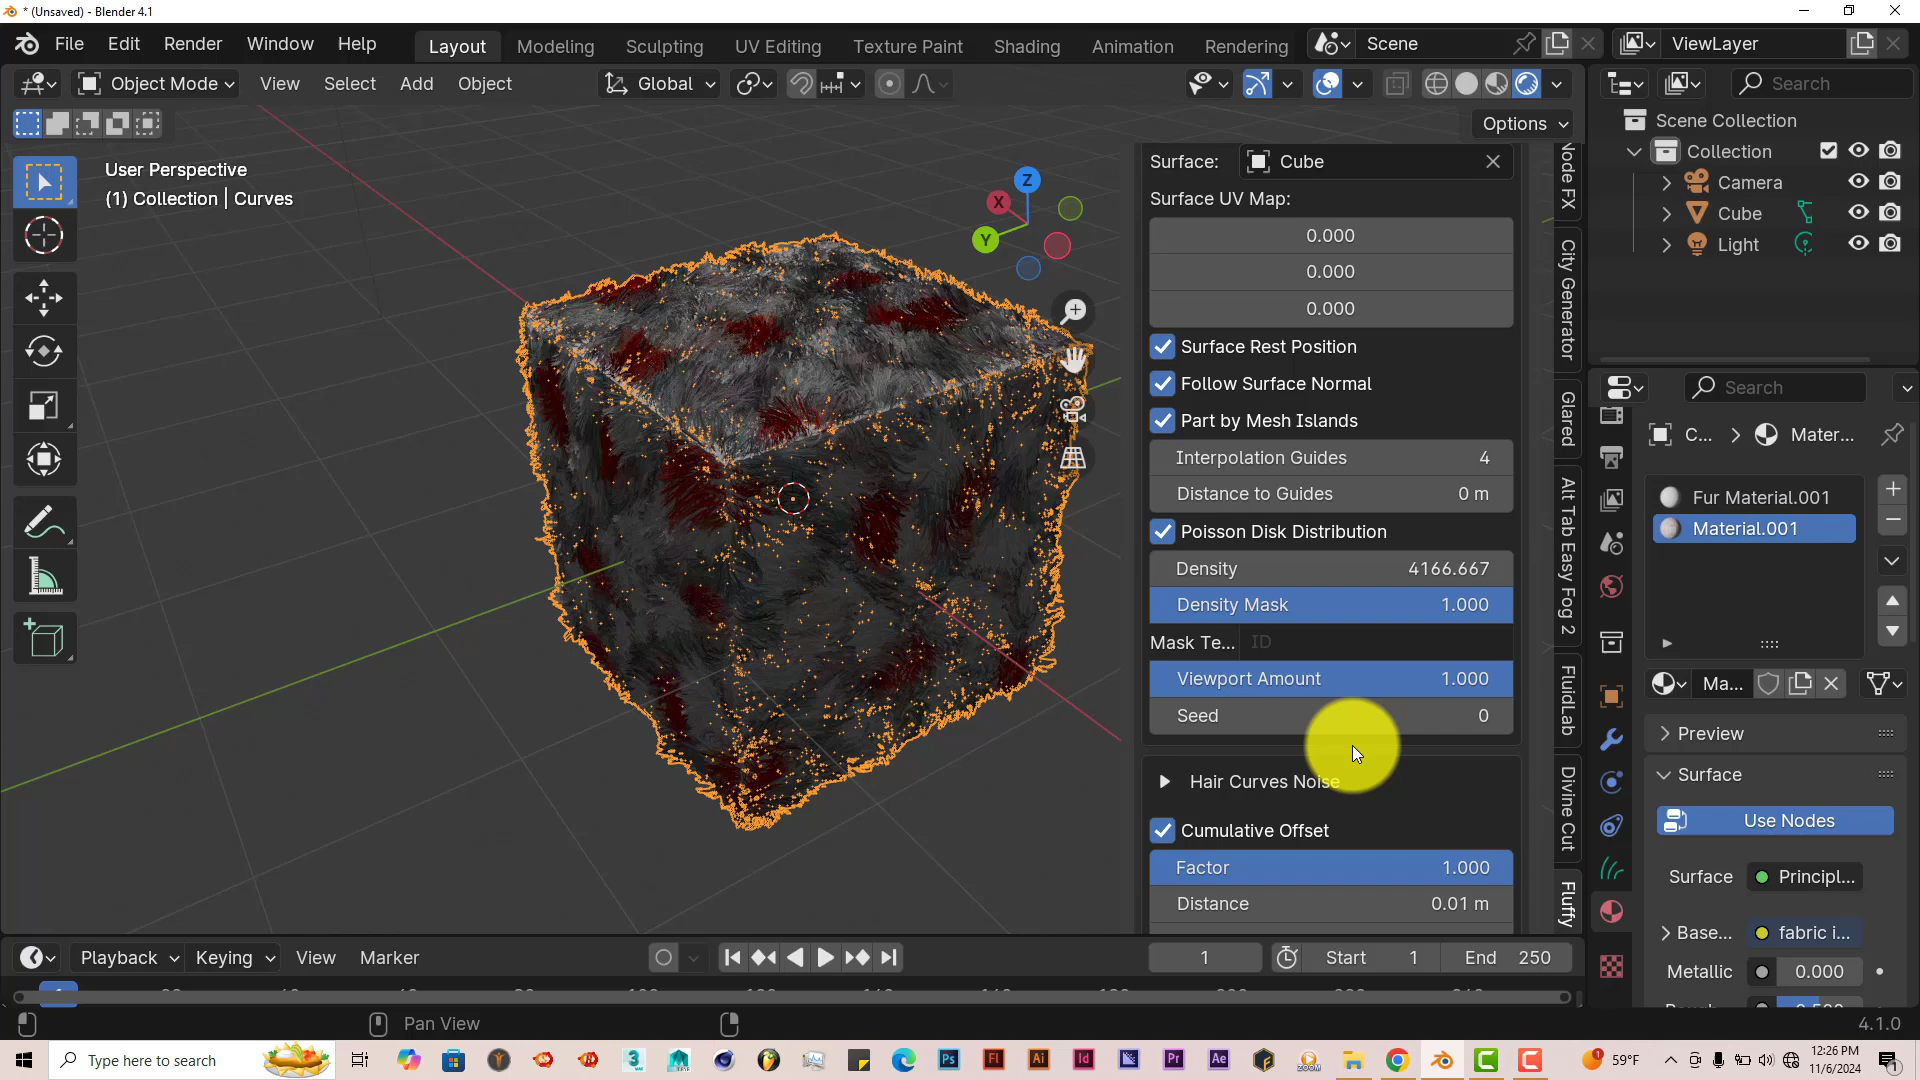 * (Unsaved) - Blender 4.1
File Edit Render Window Help
Layout Modeling Sculpting UV Editing Texture Paint Shading Animation Rendering
Scene
ViewLayer
Object Mode View Select Add Object
Global
Search
Options
User Perspective
(1) Collection | Curves
Z
X
Y
Surface: Cube
Surface UV Map:
0.000
0.000
0.000
Surface Rest Position
Follow Surface Normal
Part by Mesh Islands
Interpolation Guides 4
Distance to Guides 0 m
Poisson Disk Distribution
Density 4166.667
Density Mask 1.000
Mask Te... ID
Viewport Amount 1.000
Seed 0
Hair Curves Noise
Cumulative Offset
Factor 1.000
Distance 0.01 m
Node FX
City Generator
Glared
Alt Tab Easy Fog 2
FluidLab
Divine Cut
Fluffy
Scene Collection
Collection
Camera
Cube
Light
Search
C... Mater...
Fur Material.001
Material.001
Ma...
Preview
Surface
Use Nodes
Surface Principl...
Base... fabric i...
Metallic 0.000
Playback Keying View Marker
1
Start 1
End 250
Pan View
4.1.0
Type here to search
59°F
12:26 PM
11/6/2024